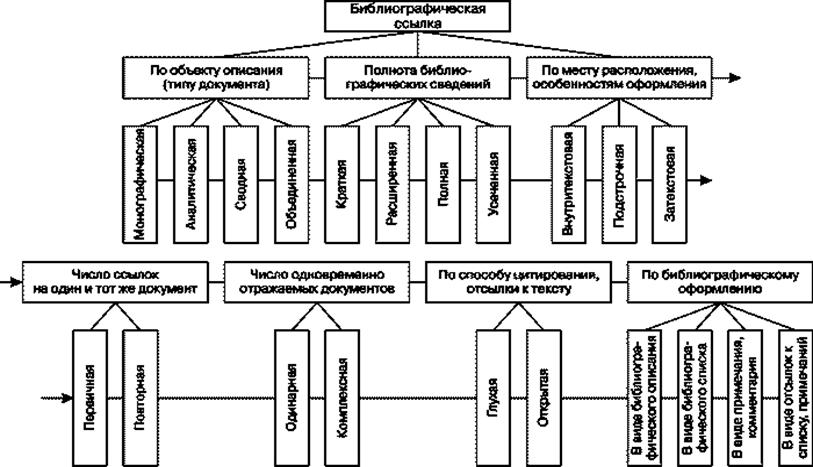 Библиографическая
ссылка
По объекту описания
(типу документа)
Полнота библио-
графических сведений
По месту расположения,
особенностям оформления
Монографическая
Аналитическая
Сводная
Объединенная
Краткая
Расширенная
Полная
Усеченная
Внутритекстовая
Подстрочная
Затекстовая
Число ссылок
на один и тот же документ
Число одновременно
отражаемых документов
По способу цитирования,
отсылки к тексту
По библиографическому
оформлению
Первичная
Повторная
Одинарная
Комплексная
Глухая
Открытая
В виде библиогра-
фического описания
В виде библиогра-
фического списка
В виде примечания,
комментария
В виде отсылок к
списку, примечаний